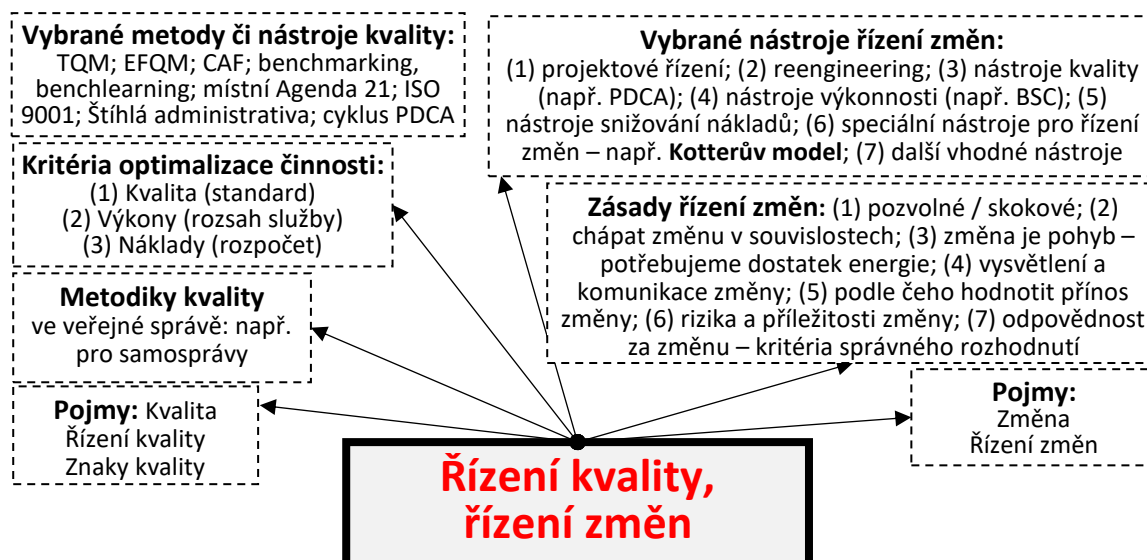 Vybrané metody či nástroje kvality:
TQM; EFQM; CAF; benchmarking,
benchlearning; místní Agenda 21; ISO
9001; Štíhlá administrativa; cyklus PDCA
Kritéria optimalizace činnosti:
(1) Kvalita (standard)
(2) Výkony (rozsah služby)
(3) Náklady (rozpočet)
Metodiky kvality
ve veřejné správě: např.
pro samosprávy
Pojmy: Kvalita
Řízení kvality
Znaky kvality
Vybrané nástroje řízení změn:
(1) projektové řízení; (2) reengineering; (3) nástroje kvality
(např. PDCA); (4) nástroje výkonnosti (např. BSC); (5)
nástroje snižování nákladů; (6) speciální nástroje pro řízení
změn – např. Kotterův model; (7) další vhodné nástroje
Zásady řízení změn: (1) pozvolné / skokové; (2)
chápat změnu v souvislostech; (3) změna je pohyb –
potřebujeme dostatek energie; (4) vysvětlení a
komunikace změny; (5) podle čeho hodnotit přínos
změny; (6) rizika a příležitosti změny; (7) odpovědnost
za změnu – kritéria správného rozhodnutí
Pojmy:
Změna
Řízení změn
Řízení kvality,
řízení změn